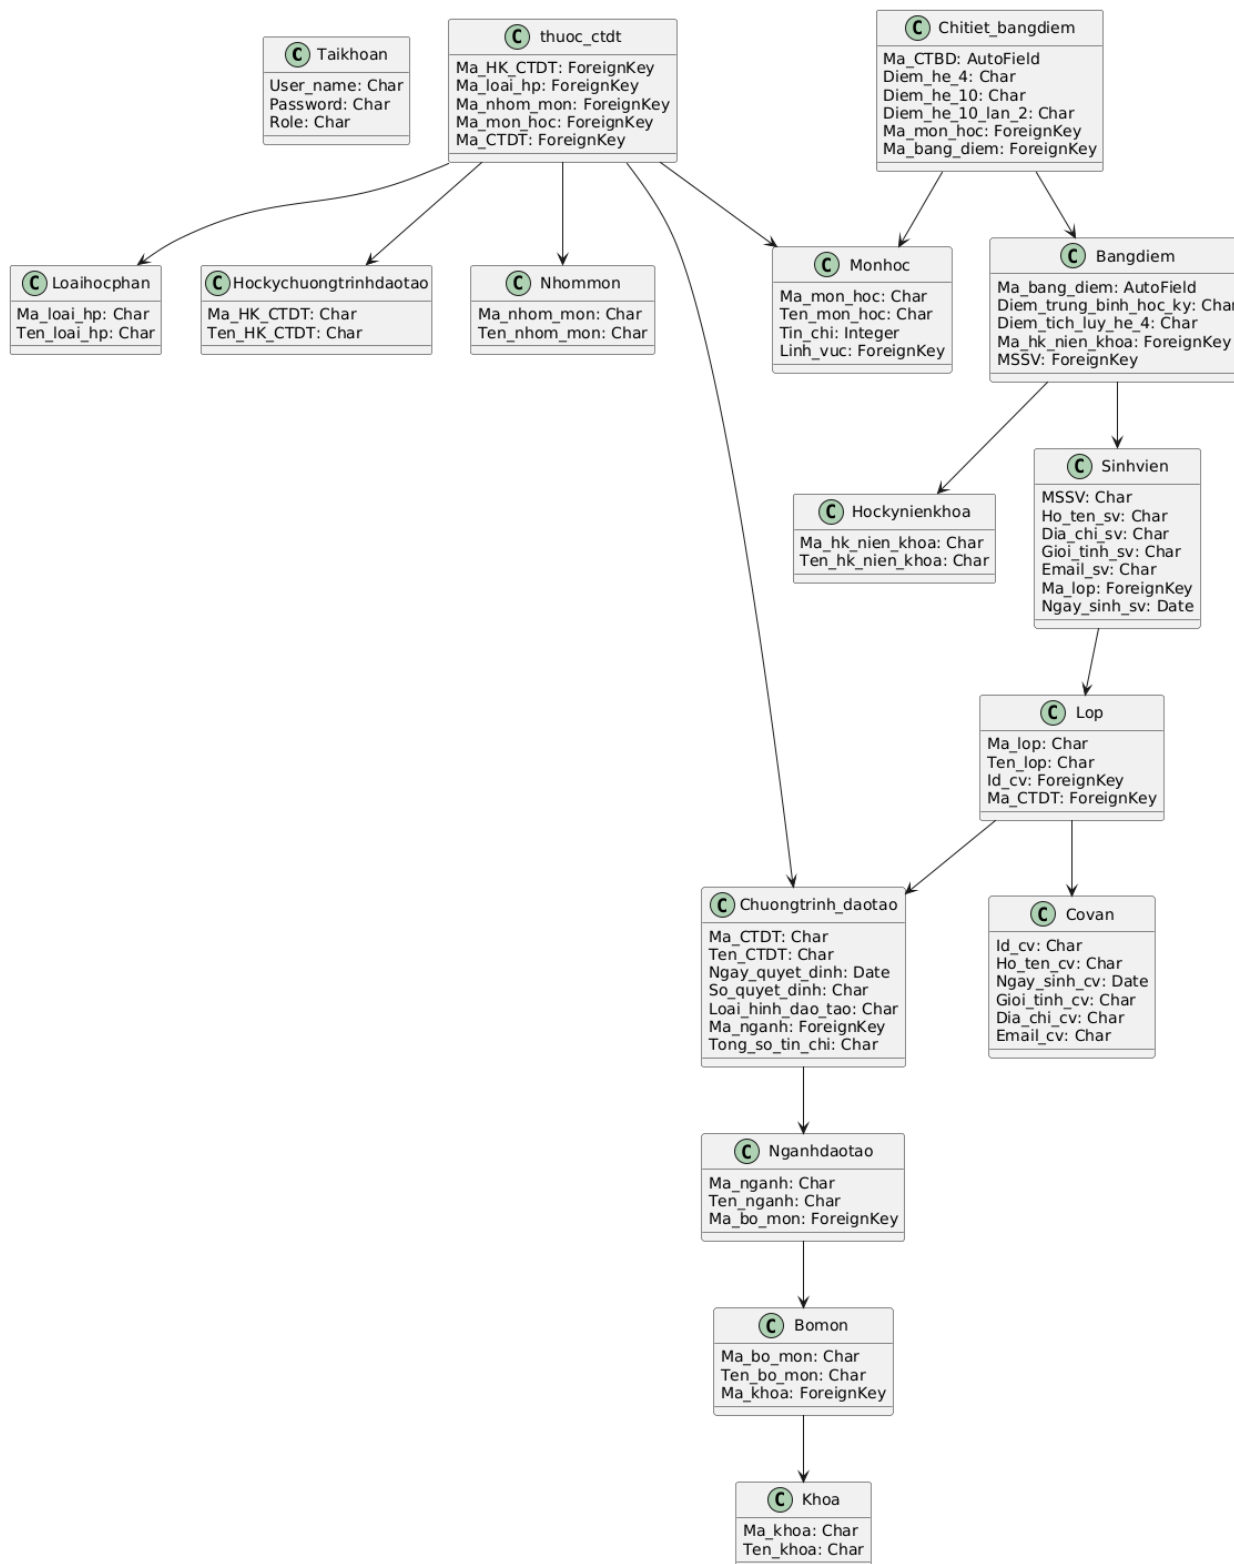 C Taikhoan
User_name: Char
Password: Char
Role: Char
C thuoc_ctdt
Ma_HK_CTDT: ForeignKey
Ma_loai_hp: ForeignKey
Ma_nhom_mon: ForeignKey
Ma_mon_hoc: ForeignKey
Ma_CTDT: ForeignKey
C Chitiet_bangdiem
Ma_CTBD: AutoField
Diem_he_4: Char
Diem_he_10: Char
Diem_he_10_lan_2: Char
Ma_mon_hoc: ForeignKey
Ma_bang_diem: ForeignKey
C Loaihocphan
Ma_loai_hp: Char
Ten_loai_hp: Char
C Hockychuongtrinhdaotao
Ma_HK_CTDT: Char
Ten_HK_CTDT: Char
C Nhommon
Ma_nhom_mon: Char
Ten_nhom_mon: Char
C Monhoc
Ma_mon_hoc: Char
Ten_mon_hoc: Char
Tin_chi: Integer
Linh_vuc: ForeignKey
C Bangdiem
Ma_bang_diem: AutoField
Diem_trung_binh_hoc_ky: Char
Diem_tich_luy_he_4: Char
Ma_hk_nien_khoa: ForeignKey
MSSV: ForeignKey
C Hockynienkhoa
Ma_hk_nien_khoa: Char
Ten_hk_nien_khoa: Char
C Sinhvien
MSSV: Char
Ho_ten_sv: Char
Dia_chi_sv: Char
Gioi_tinh_sv: Char
Email_sv: Char
Ma_lop: ForeignKey
Ngay_sinh_sv: Date
C Lop
Ma_lop: Char
Ten_lop: Char
Id_cv: ForeignKey
Ma_CTDT: ForeignKey
C Chuongtrinh_daotao
Ma_CTDT: Char
Ten_CTDT: Char
Ngay_quyet_dinh: Date
So_quyet_dinh: Char
Loai_hinh_dao_tao: Char
Ma_nganh: ForeignKey
Tong_so_tin_chi: Char
C Covan
Id_cv: Char
Ho_ten_cv: Char
Ngay_sinh_cv: Date
Gioi_tinh_cv: Char
Dia_chi_cv: Char
Email_cv: Char
C Nganhdaotao
Ma_nganh: Char
Ten_nganh: Char
Ma_bo_mon: ForeignKey
C Bomon
Ma_bo_mon: Char
Ten_bo_mon: Char
Ma_khoa: ForeignKey
C Khoa
Ma_khoa: Char
Ten_khoa: Char